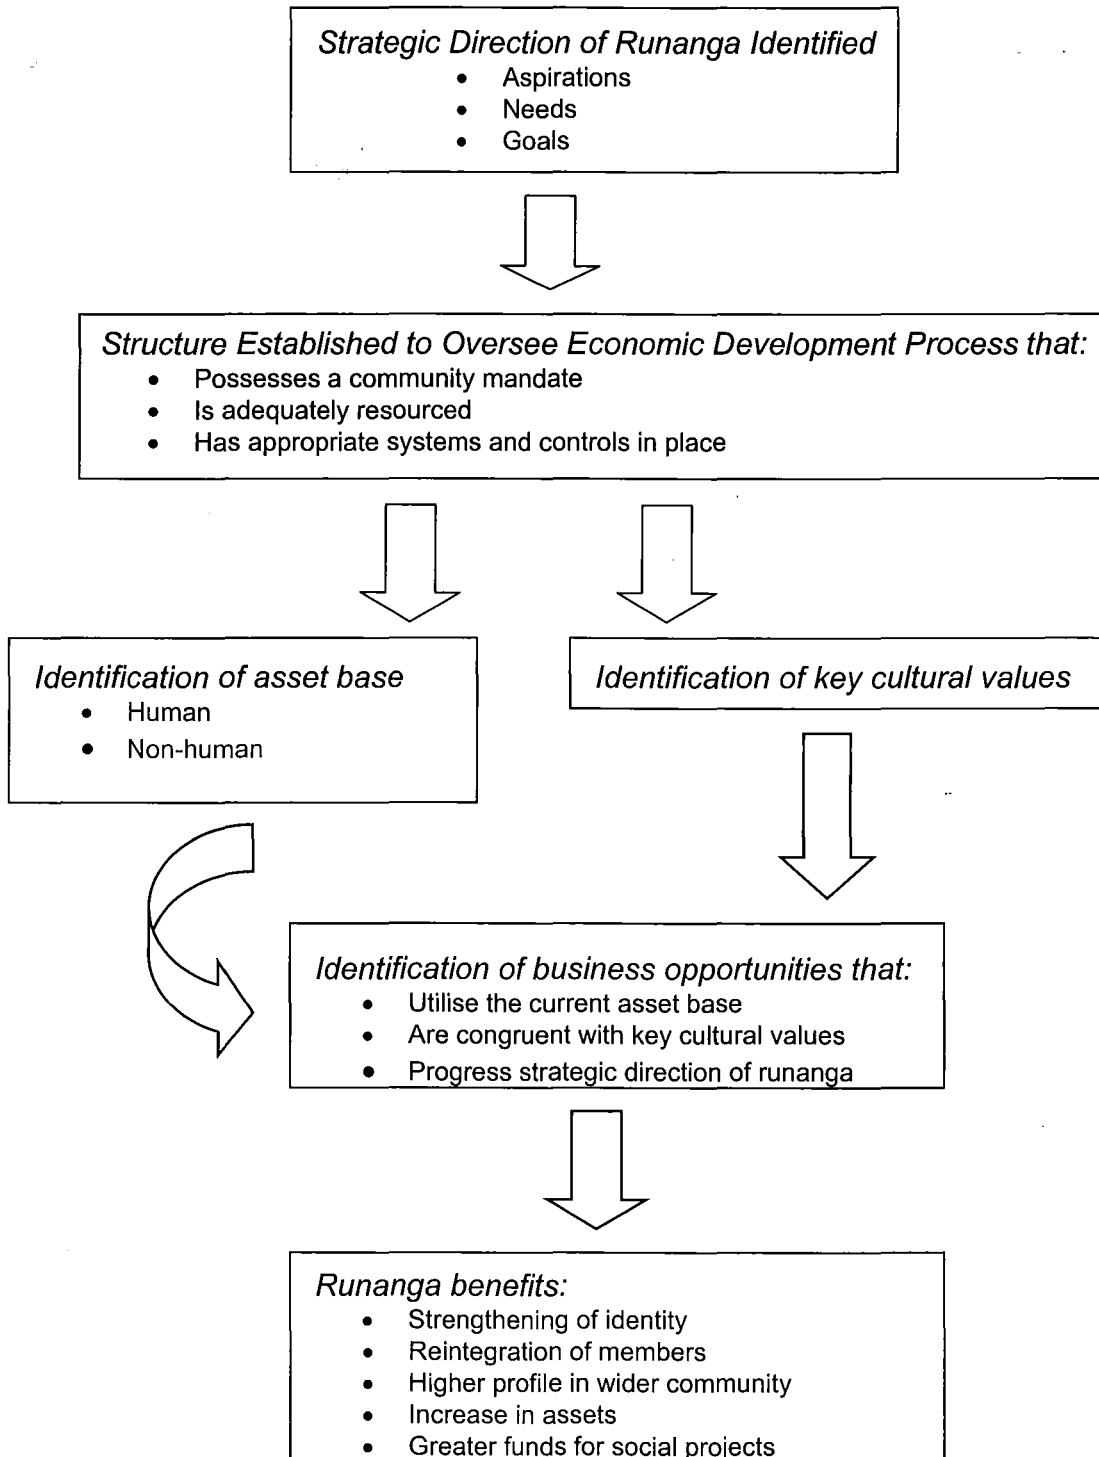 Strategic Direction of Runanga Identified
• Aspirations
• Needs
• Goals
Structure Established to Oversee Economic Development Process that:
• Possesses a community mandate
• Is adequately resourced
• Has appropriate systems and controls in place
Identification of asset base
• Human
• Non-human
Identification of key cultural values
Identification of business opportunities that:
• Utilise the current asset base
• Are congruent with key cultural values
• Progress strategic direction of runanga
Runanga benefits:
• Strengthening of identity
• Reintegration of members
• Higher profile in wider community
• Increase in assets
• Greater funds for social projects